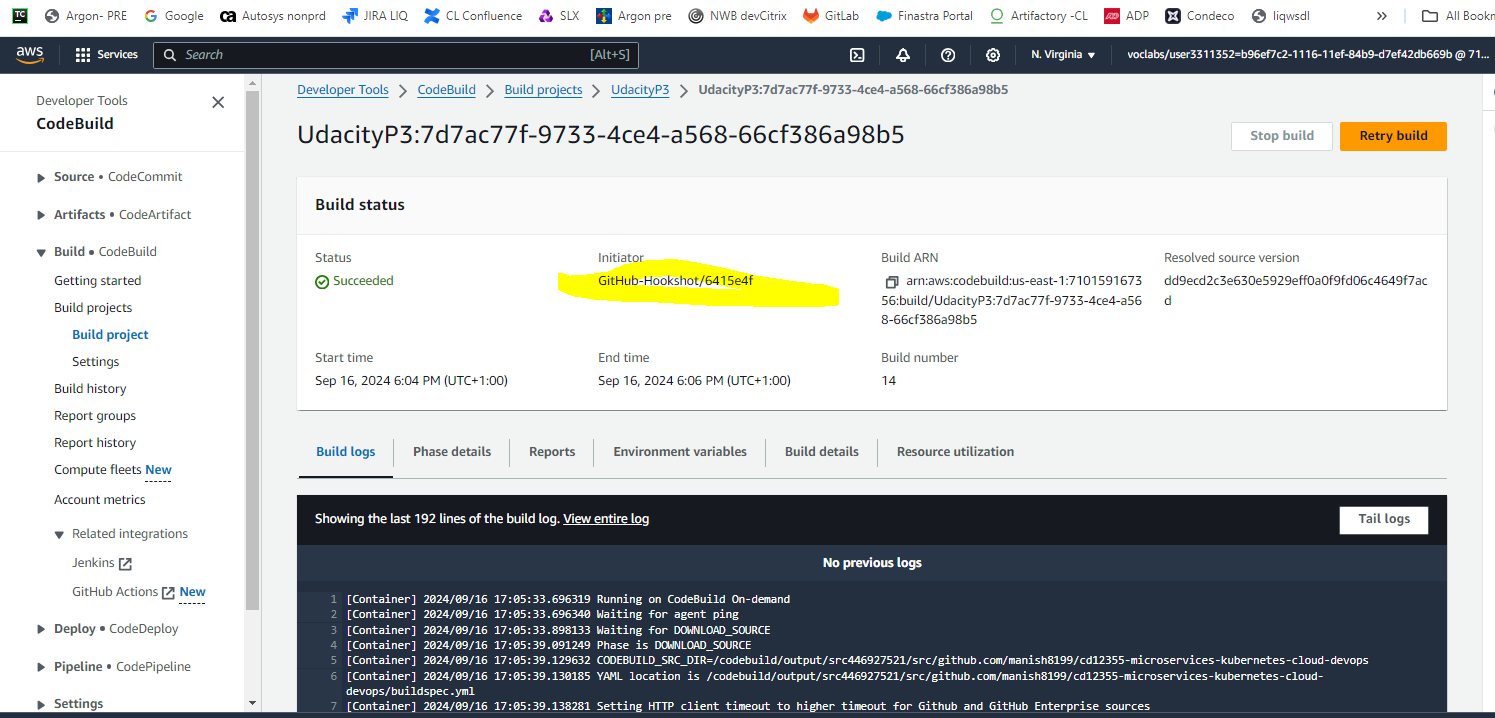 TC Argon- PRE Google ca Autosys nonprd JIRA LIQ CL Confluence SLX Argon pre NWB devCitrix GitLab Finastra Portal Artifactory -CL ADP Condeco liqwsdl » All Bookm
aws Services Search [Alt+S] N. Virginia ▼ voclabs/user3311352=b96ef7c2-1116-11ef-84b9-d7ef42db669b @ 71...
Developer Tools
CodeBuild
Source • CodeCommit
Artifacts • CodeArtifact
Build • CodeBuild
Getting started
Build projects
Build project
Settings
Build history
Report groups
Report history
Compute fleets New
Account metrics
Related integrations
Jenkins
GitHub Actions New
Deploy • CodeDeploy
Pipeline • CodePipeline
Settings
Developer Tools > CodeBuild > Build projects > UdacityP3 > UdacityP3:7d7ac77f-9733-4ce4-a568-66cf386a98b5
UdacityP3:7d7ac77f-9733-4ce4-a568-66cf386a98b5
Stop build Retry build
Build status
Status
Succeeded
Initiator
GitHub-Hookshot/6415e4f
Build ARN
arn:aws:codebuild:us-east-1:7101591673
56:build/UdacityP3:7d7ac77f-9733-4ce4-a56
8-66cf386a98b5
Resolved source version
dd9ecd2c3e630e5929eff0a0f9fd06c4649f7ac
d
Start time
Sep 16, 2024 6:04 PM (UTC+1:00)
End time
Sep 16, 2024 6:06 PM (UTC+1:00)
Build number
14
Build logs Phase details Reports Environment variables Build details Resource utilization
Showing the last 192 lines of the build log. View entire log
Tail logs
No previous logs
1 [Container] 2024/09/16 17:05:33.696319 Running on CodeBuild On-demand
2 [Container] 2024/09/16 17:05:33.696340 Waiting for agent ping
3 [Container] 2024/09/16 17:05:33.898133 Waiting for DOWNLOAD_SOURCE
4 [Container] 2024/09/16 17:05:39.091249 Phase is DOWNLOAD_SOURCE
5 [Container] 2024/09/16 17:05:39.129632 CODEBUILD_SRC_DIR=/codebuild/output/src446927521/src/github.com/manish8199/cd12355-microservices-kubernetes-cloud-devops
6 [Container] 2024/09/16 17:05:39.130185 YAML location is /codebuild/output/src446927521/src/github.com/manish8199/cd12355-microservices-kubernetes-cloud-
devops/buildspec.yml
7 [Container] 2024/09/16 17:05:39.138281 Setting HTTP client timeout to higher timeout for Github and GitHub Enterprise sources